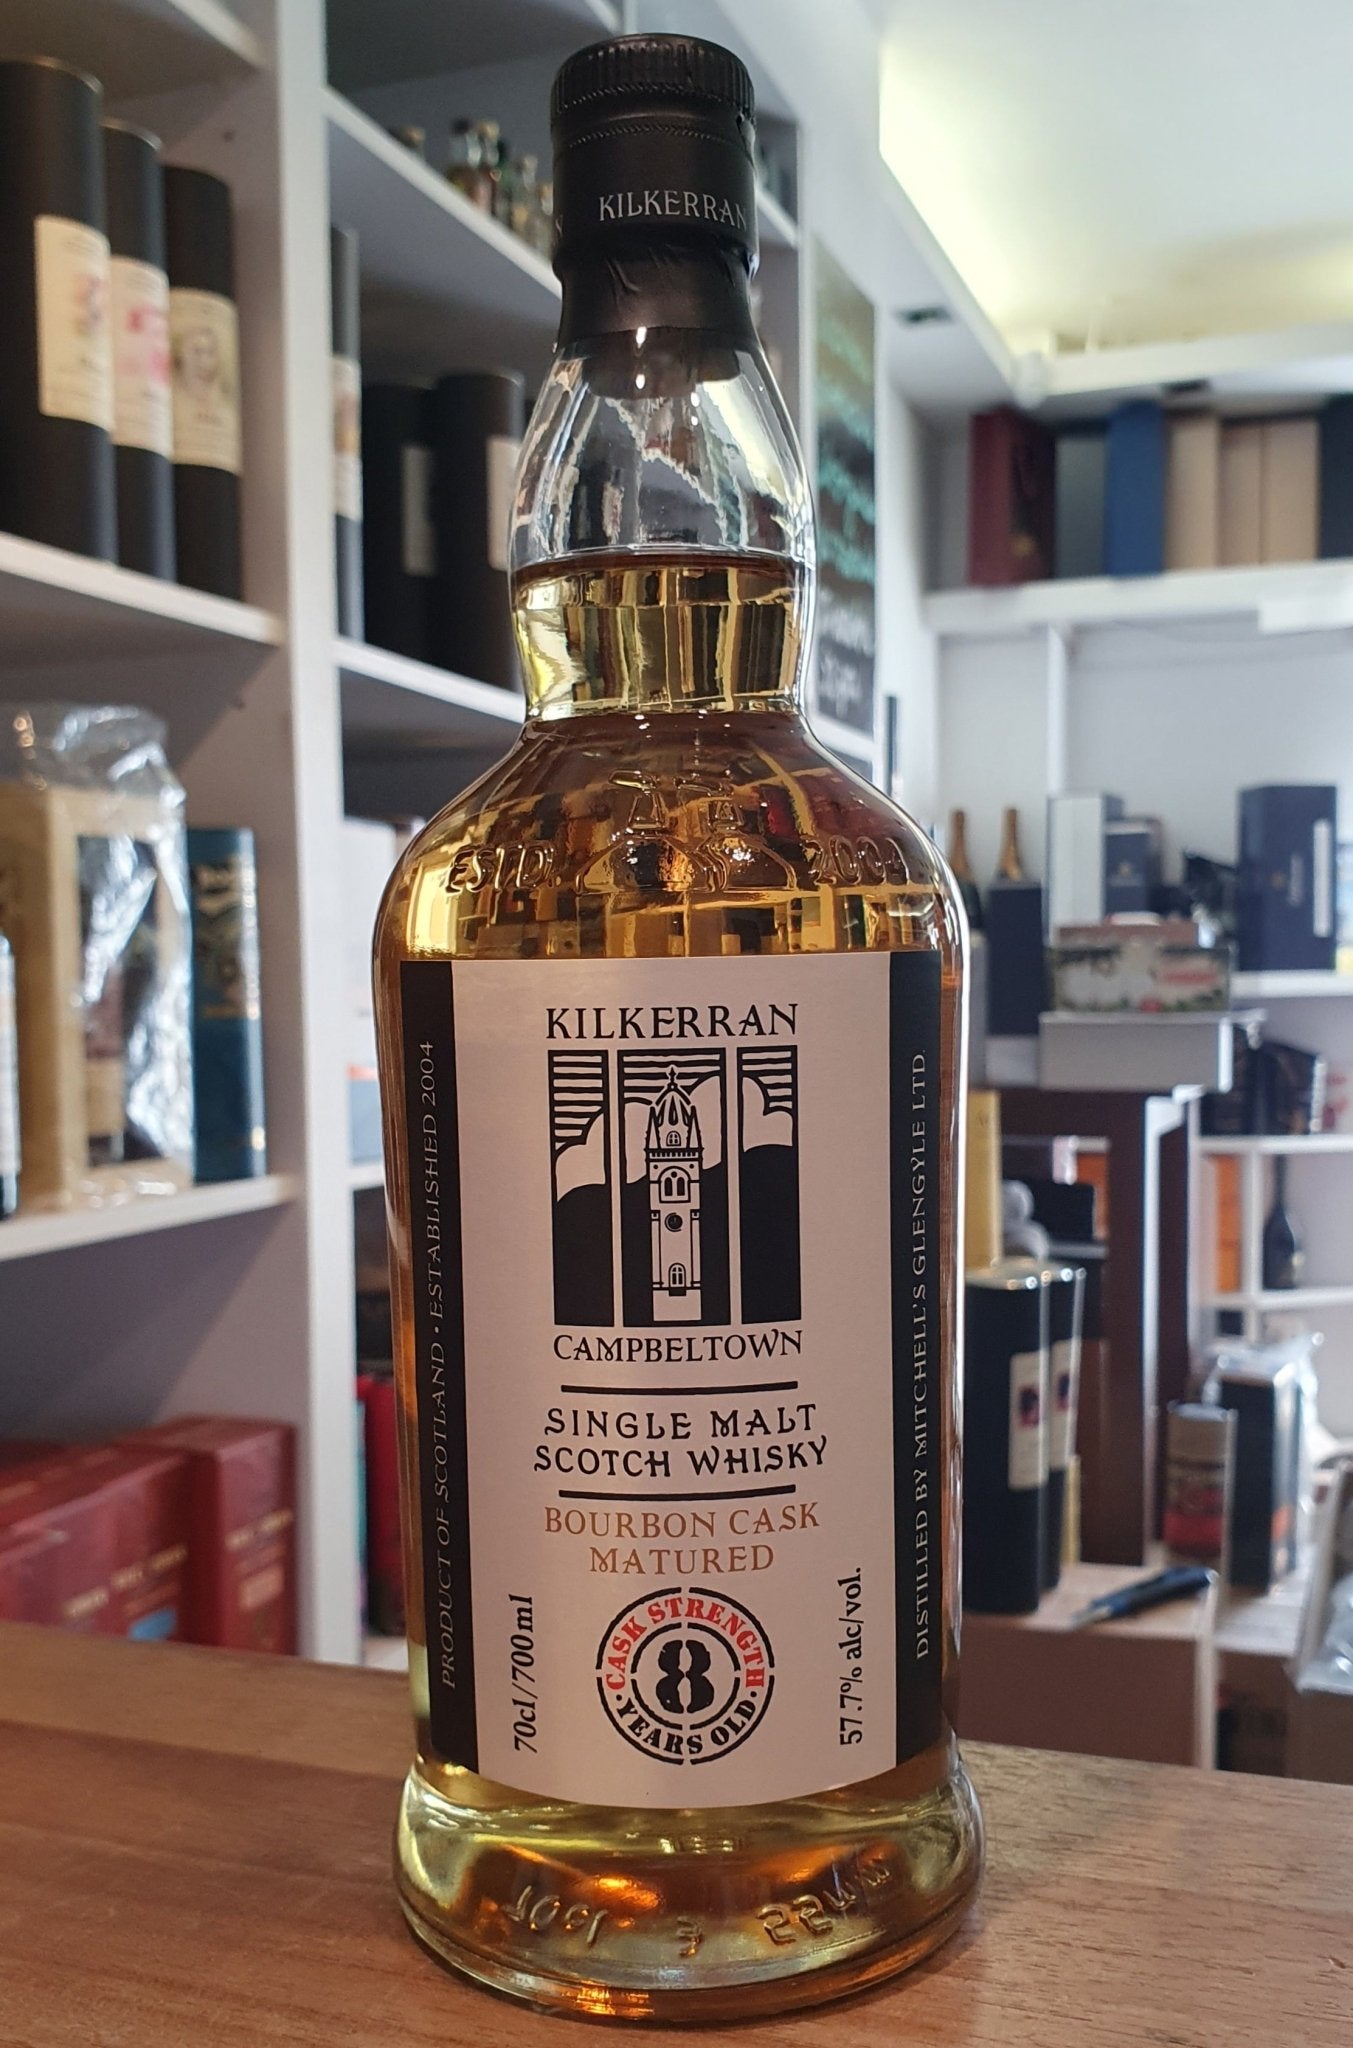 KILKERRAN
ESTD. 2004
KILKERRAN
CAMPBELTOWN
SINGLE MALT
SCOTCH WHISKY
BOURBON CASK
MATURED
CASK STRENGTH
8
· YEARS OLD ·
70cl/700ml
57.7% alc/vol.
PRODUCT OF SCOTLAND · ESTABLISHED 2004
DISTILLED BY MITCHELL'S GLENGYLE LTD.
70cl